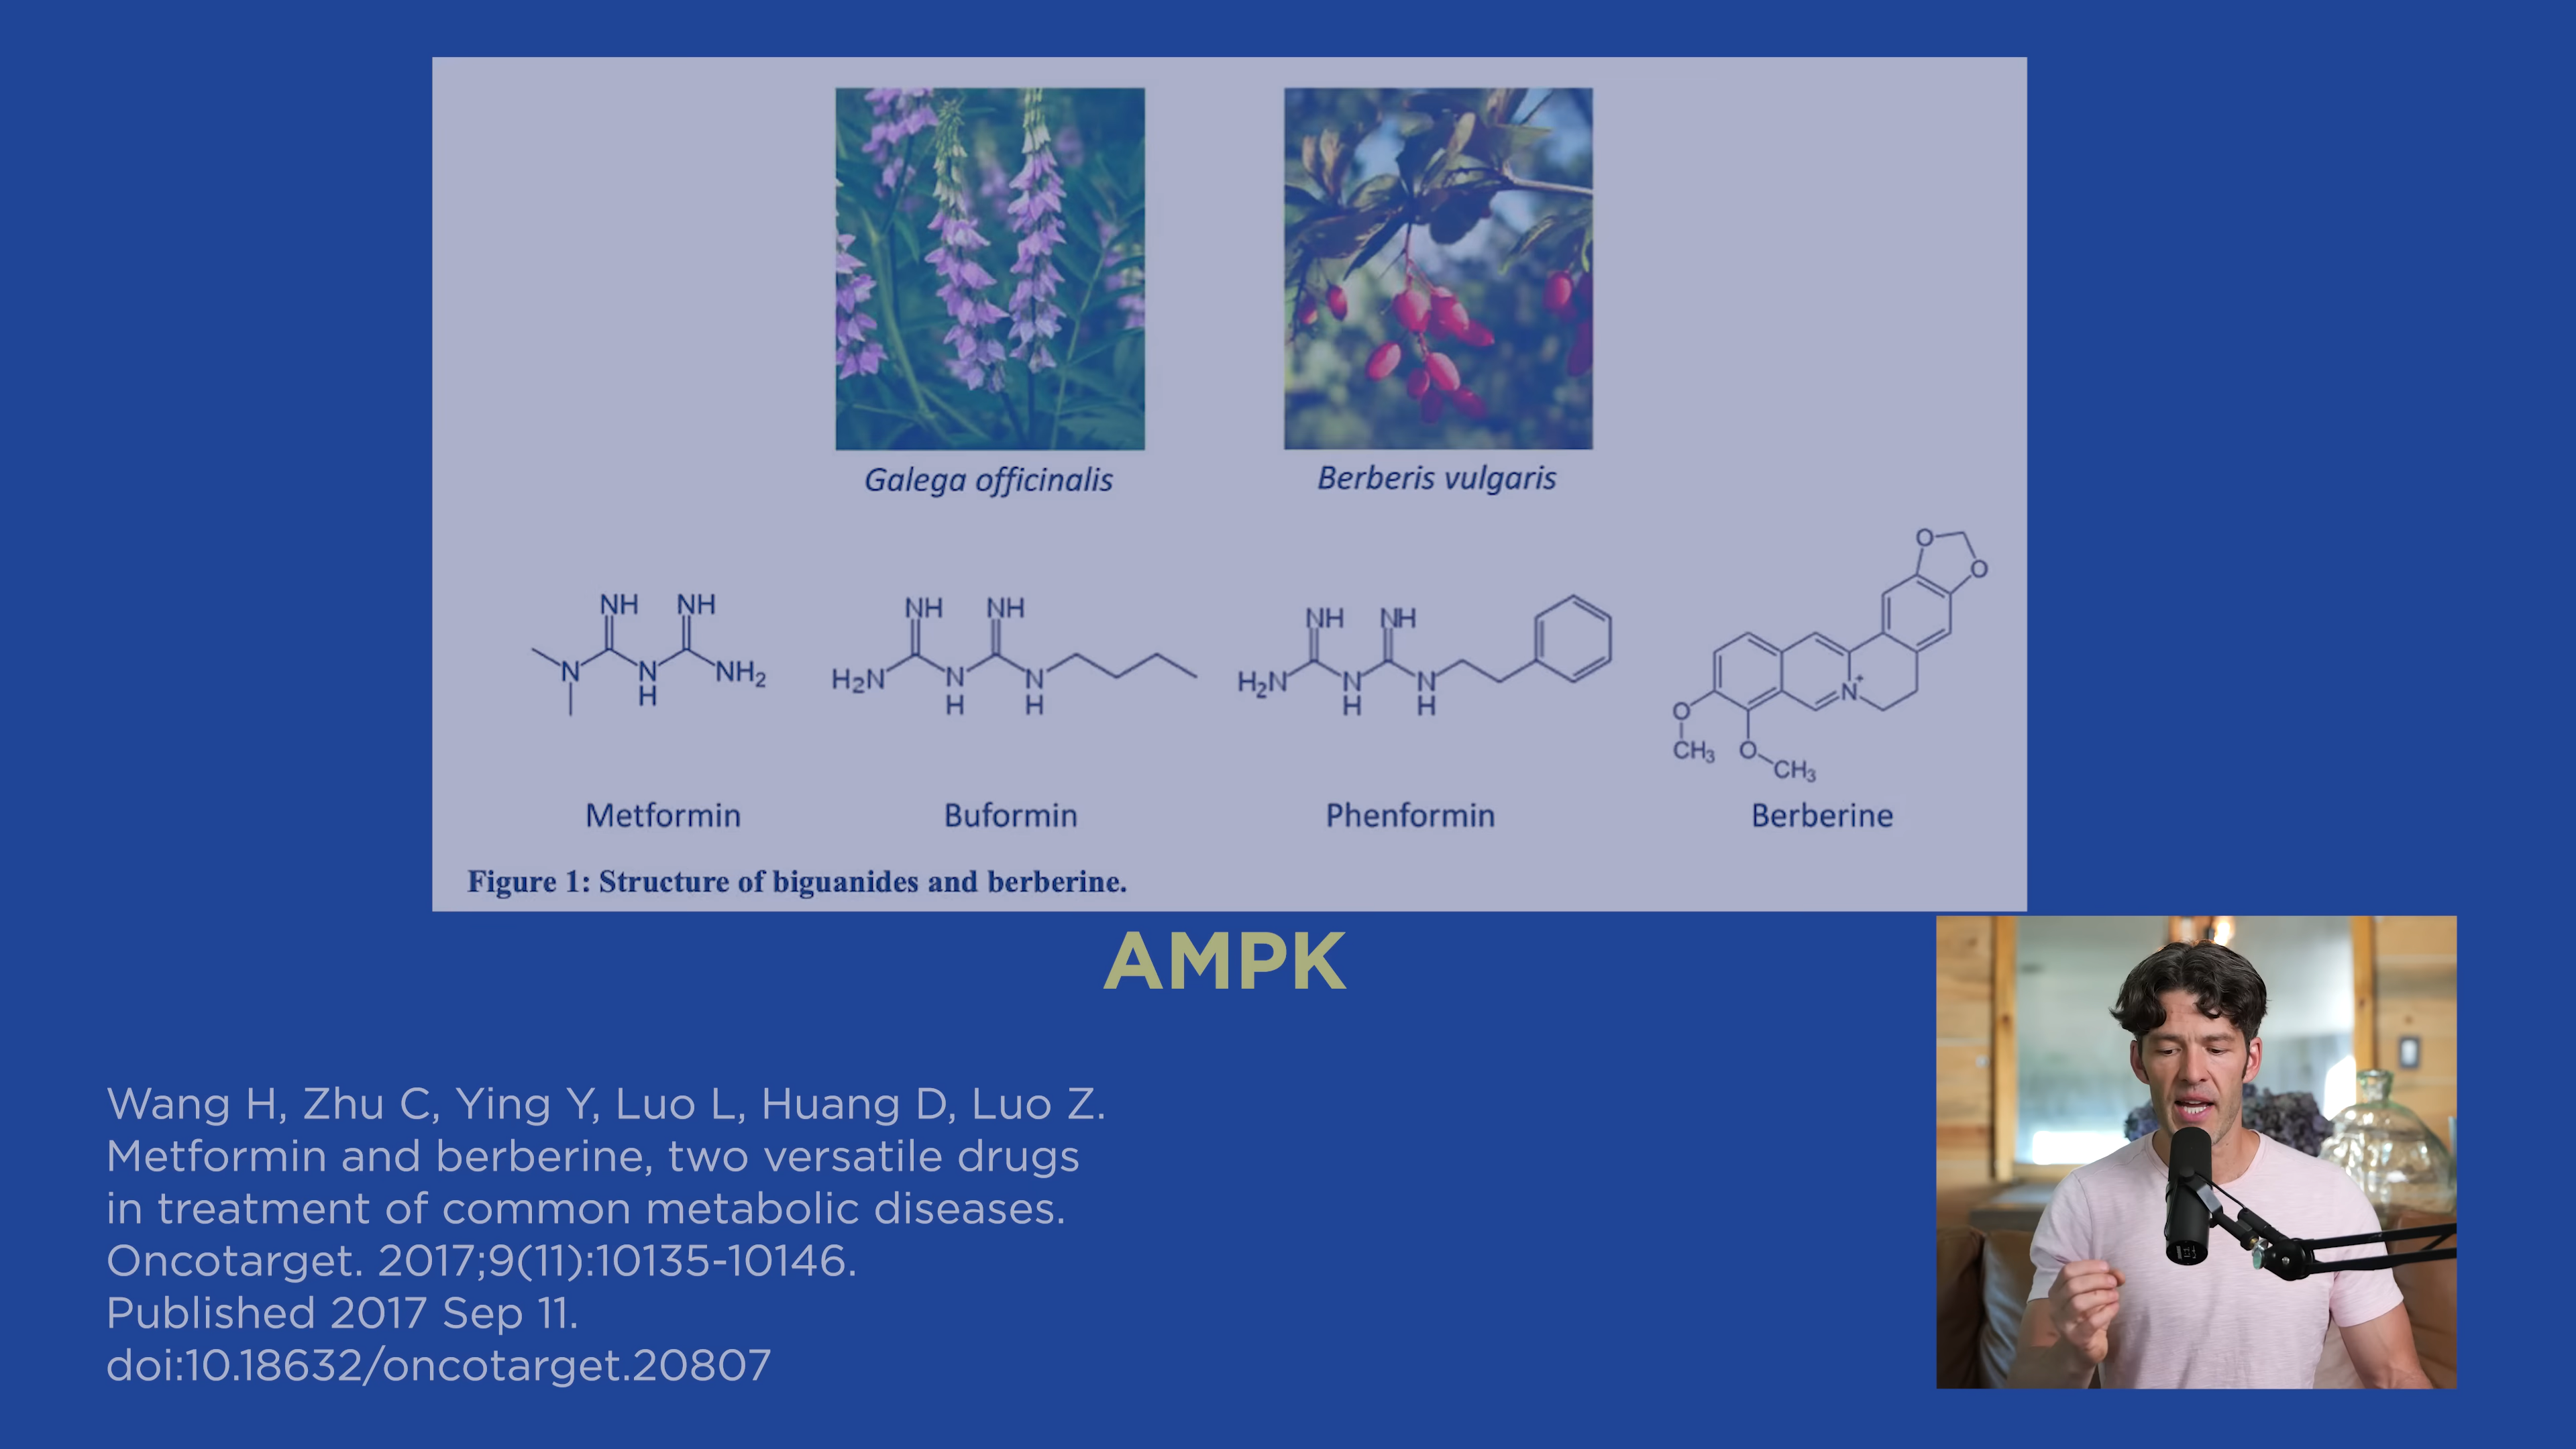 Galega officinalis
Berberis vulgaris
NH NH
N N NH2
H
Metformin
NH NH
H2N N N
H H
Buformin
NH NH
H2N N N
H H
Phenformin
O
O
N+
O
CH3 O
CH3
Berberine
Figure 1: Structure of biguanides and berberine.
AMPK
Wang H, Zhu C, Ying Y, Luo L, Huang D, Luo Z.
Metformin and berberine, two versatile drugs
in treatment of common metabolic diseases.
Oncotarget. 2017;9(11):10135-10146.
Published 2017 Sep 11.
doi:10.18632/oncotarget.20807